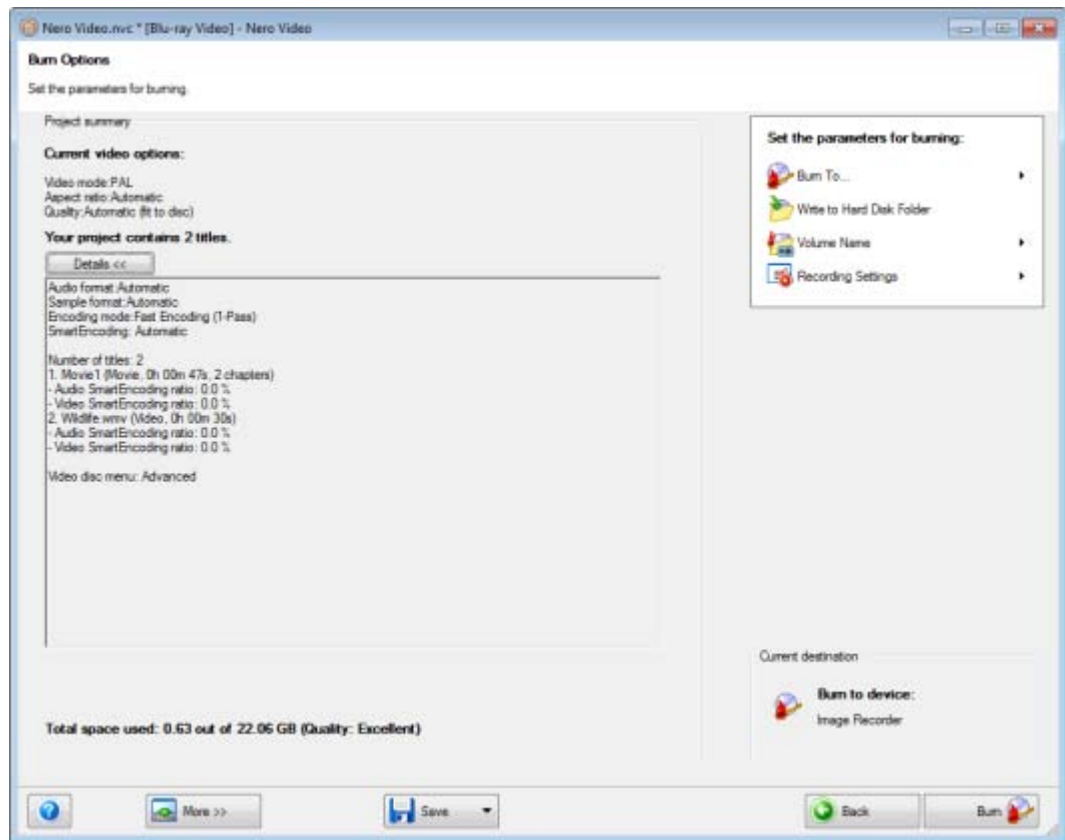 Nero Video.nvc * [Blu-ray Video] - Nero Video
Burn Options
Set the parameters for burning.
Project summary
Current video options:
Video mode:PAL
Aspect ratio:Automatic
Quality:Automatic (fit to disc)
Your project contains 2 titles.
Details <<
Audio format:Automatic
Sample format:Automatic
Encoding mode:Fast Encoding (1-Pass)
SmartEncoding: Automatic
Number of titles: 2
1. Movie1 (Movie, 0h 00m 47s, 2 chapters)
- Audio SmartEncoding ratio: 0.0 %
- Video SmartEncoding ratio: 0.0 %
2. Wildlife.wmv (Video, 0h 00m 30s)
- Audio SmartEncoding ratio: 0.0 %
- Video SmartEncoding ratio: 0.0 %
Video disc menu: Advanced
Total space used: 0.63 out of 22.06 GB (Quality: Excellent)
Set the parameters for burning:
Burn To...
Write to Hard Disk Folder
Volume Name
Recording Settings
Current destination
Burn to device:
Image Recorder
More >>
Save
Back
Burn